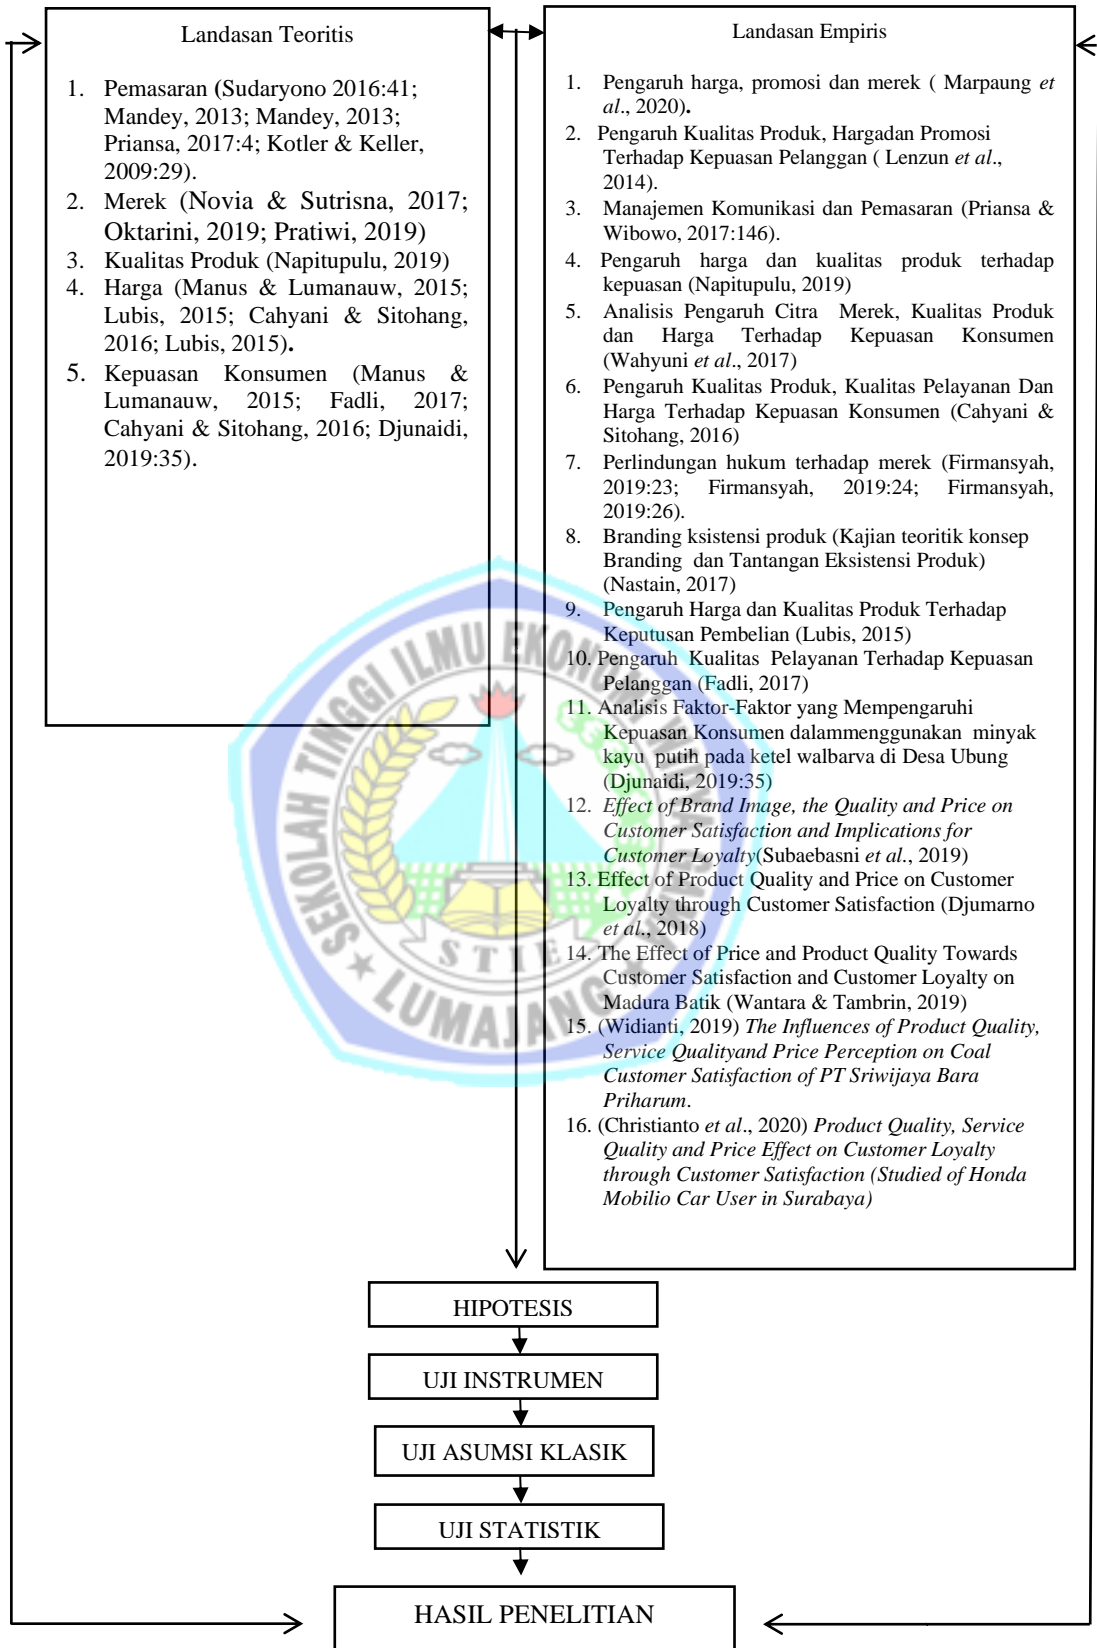 Landasan Teoritis
1. Pemasaran (Sudaryono 2016:41;
Mandey, 2013; Mandey, 2013;
Priansa, 2017:4; Kotler & Keller,
2009:29).
2. Merek (Novia & Sutrisna, 2017;
Oktarini, 2019; Pratiwi, 2019)
3. Kualitas Produk (Napitupulu, 2019)
4. Harga (Manus & Lumanauw, 2015;
Lubis, 2015; Cahyani & Sitohang,
2016; Lubis, 2015).
5. Kepuasan Konsumen (Manus &
Lumanauw, 2015; Fadli, 2017;
Cahyani & Sitohang, 2016; Djunaidi,
2019:35).
Landasan Empiris
1. Pengaruh harga, promosi dan merek ( Marpaung et
al., 2020).
2. Pengaruh Kualitas Produk, Hargadan Promosi
Terhadap Kepuasan Pelanggan ( Lenzun et al.,
2014).
3. Manajemen Komunikasi dan Pemasaran (Priansa &
Wibowo, 2017:146).
4. Pengaruh harga dan kualitas produk terhadap
kepuasan (Napitupulu, 2019)
5. Analisis Pengaruh Citra Merek, Kualitas Produk
dan Harga Terhadap Kepuasan Konsumen
(Wahyuni et al., 2017)
6. Pengaruh Kualitas Produk, Kualitas Pelayanan Dan
Harga Terhadap Kepuasan Konsumen (Cahyani &
Sitohang, 2016)
7. Perlindungan hukum terhadap merek (Firmansyah,
2019:23; Firmansyah, 2019:24; Firmansyah,
2019:26).
8. Branding ksistensi produk (Kajian teoritik konsep
Branding dan Tantangan Eksistensi Produk)
(Nastain, 2017)
9. Pengaruh Harga dan Kualitas Produk Terhadap
Keputusan Pembelian (Lubis, 2015)
10. Pengaruh Kualitas Pelayanan Terhadap Kepuasan
Pelanggan (Fadli, 2017)
11. Analisis Faktor-Faktor yang Mempengaruhi
Kepuasan Konsumen dalammenggunakan minyak
kayu putih pada ketel walbarva di Desa Ubung
(Djunaidi, 2019:35)
12. Effect of Brand Image, the Quality and Price on
Customer Satisfaction and Implications for
Customer Loyalty(Subaebasni et al., 2019)
13. Effect of Product Quality and Price on Customer
Loyalty through Customer Satisfaction (Djumarno
et al., 2018)
14. The Effect of Price and Product Quality Towards
Customer Satisfaction and Customer Loyalty on
Madura Batik (Wantara & Tambrin, 2019)
15. (Widianti, 2019) The Influences of Product Quality,
Service Qualityand Price Perception on Coal
Customer Satisfaction of PT Sriwijaya Bara
Priharum.
16. (Christianto et al., 2020) Product Quality, Service
Quality and Price Effect on Customer Loyalty
through Customer Satisfaction (Studied of Honda
Mobilio Car User in Surabaya)
SEKOLAH TINGGI ILMU EKONOMI WIDYA GAMA
STIE
LUMAJANG
HIPOTESIS
UJI INSTRUMEN
UJI ASUMSI KLASIK
UJI STATISTIK
HASIL PENELITIAN